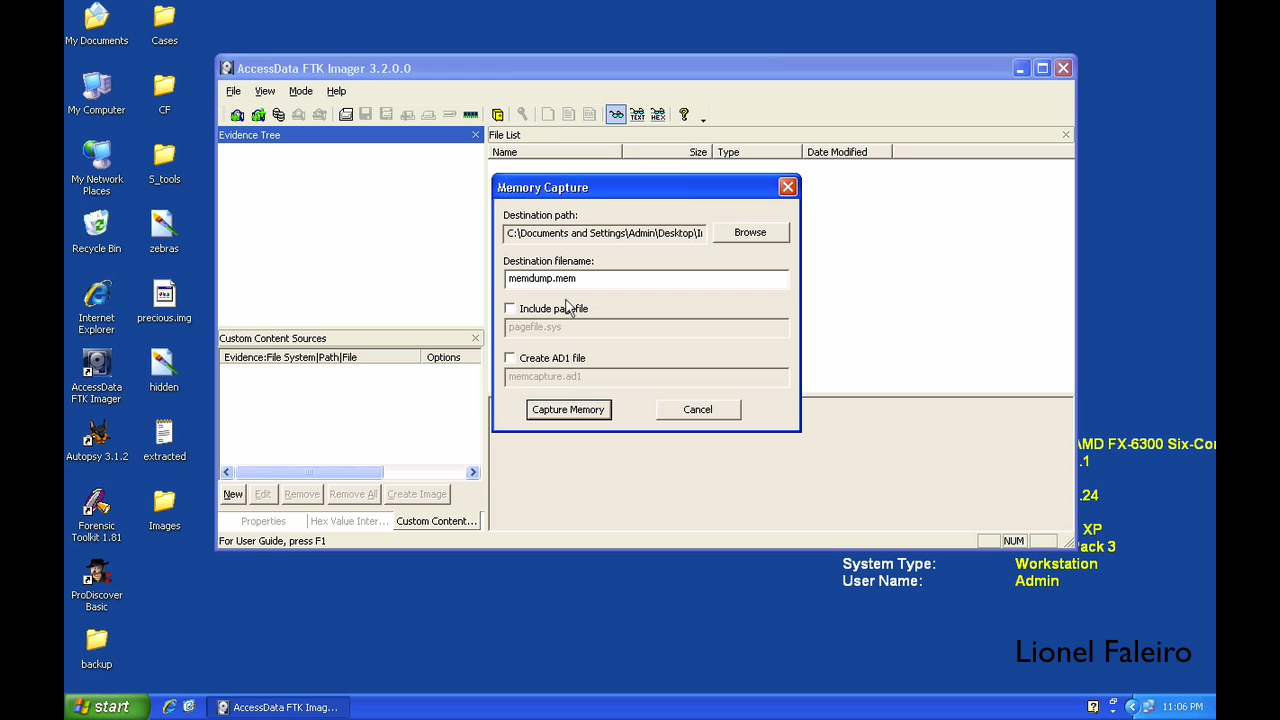 My Documents
Cases
My Computer
CF
My Network
Places
S_tools
Recycle Bin
zebras
Internet
Explorer
precious.img
AccessData
FTK Imager
hidden
Autopsy 3.1.2
extracted
Forensic
Toolkit 1.81
Images
ProDiscover
Basic
backup
AccessData FTK Imager 3.2.0.0
File View Mode Help
TEXT HEX
Evidence Tree
File List
Name Size Type Date Modified
Custom Content Sources
Evidence:File System|Path|File Options
New Edit Remove Remove All Create Image
Properties Hex Value Inter... Custom Content...
For User Guide, press F1
NUM
Memory Capture
Destination path:
C:\Documents and Settings\Admin\Desktop\I
Browse
Destination filename:
memdump.mem
Include pagefile
pagefile.sys
Create AD1 file
memcapture.ad1
Capture Memory Cancel
AMD FX-6300 Six-Co
.1
.24
XP
Pack 3
System Type: Workstation
User Name: Admin
Lionel Faleiro
start
AccessData FTK Imag...
11:06 PM